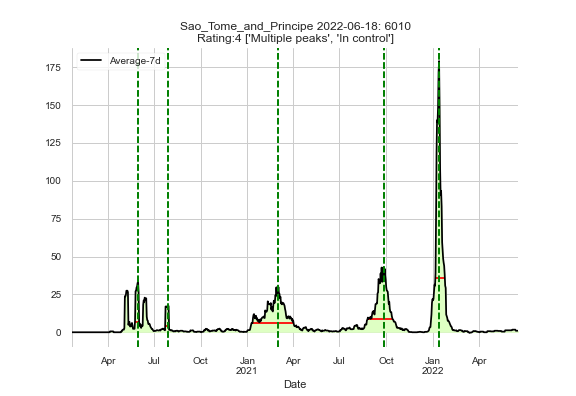 Sao_Tome_and_Principe 2022-06-18: 6010
Rating:4 ['Multiple peaks', 'In control']
Average-7d
175
150
125
100
75
50
25
0
Apr Jul Oct Jan Apr Jul Oct Jan Apr
2021 2022
Date